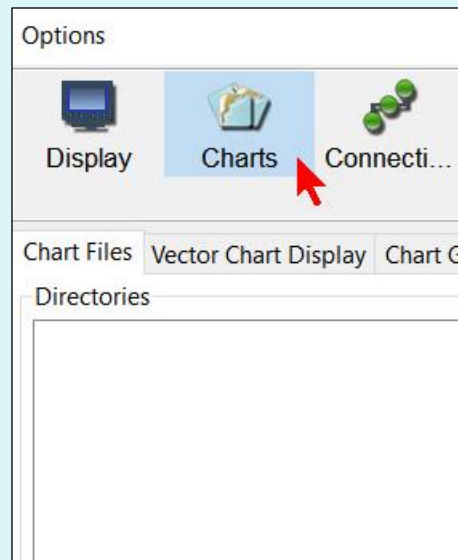 Options
Display Charts Connecti...
Chart Files Vector Chart Display Chart G
Directories